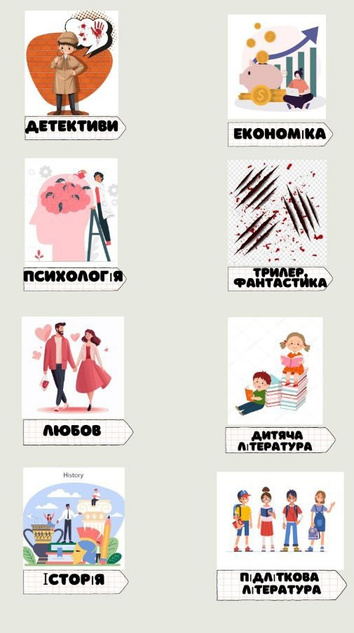 ДЕТЕКТИВИ
ЕКОНОМІКА
ПСИХОЛОГІЯ
ТРИЛЕР,
ФАНТАСТИКА
ЛЮБОВ
ДИТЯЧА
ЛІТЕРАТУРА
History
ІСТОРІЯ
ПІДЛІТКОВА
ЛІТЕРАТУРА